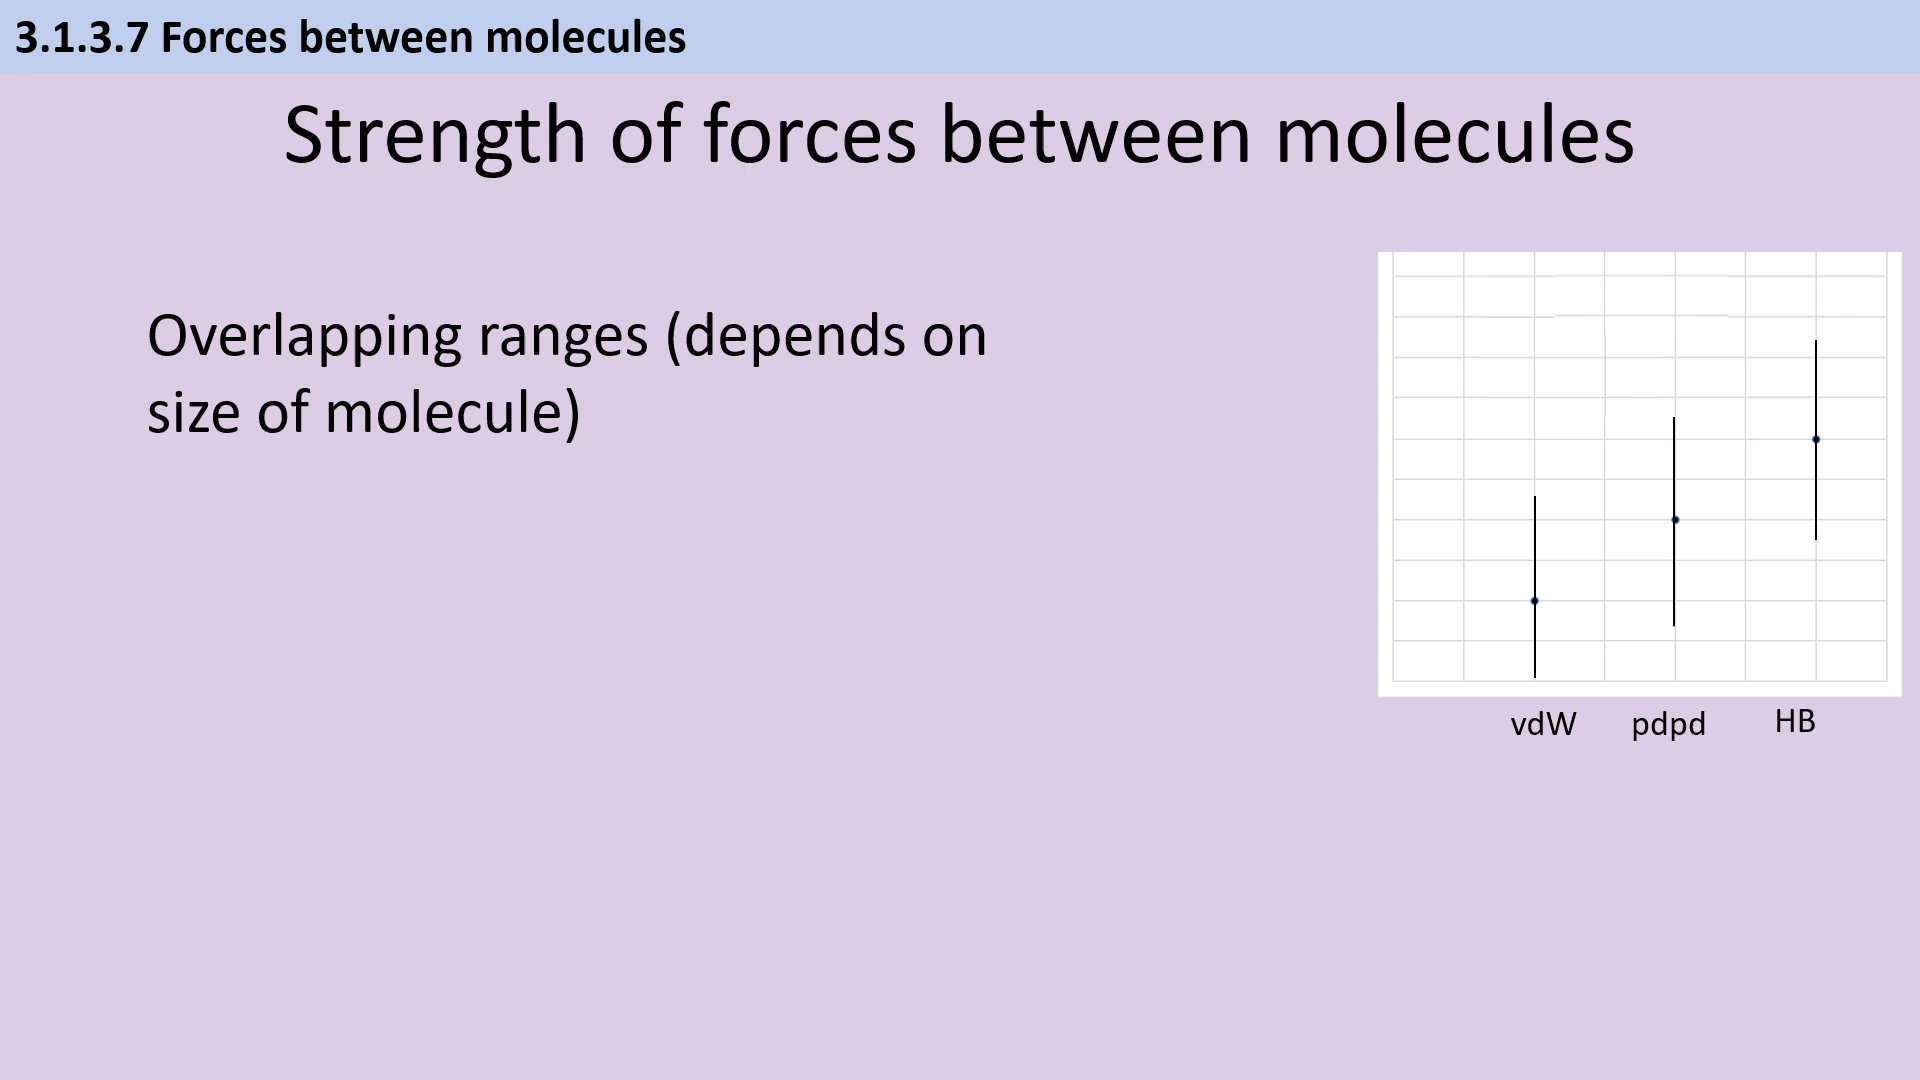 3.1.3.7 Forces between molecules
Strength of forces between molecules
Overlapping ranges (depends on
size of molecule)
vdW pdpd HB